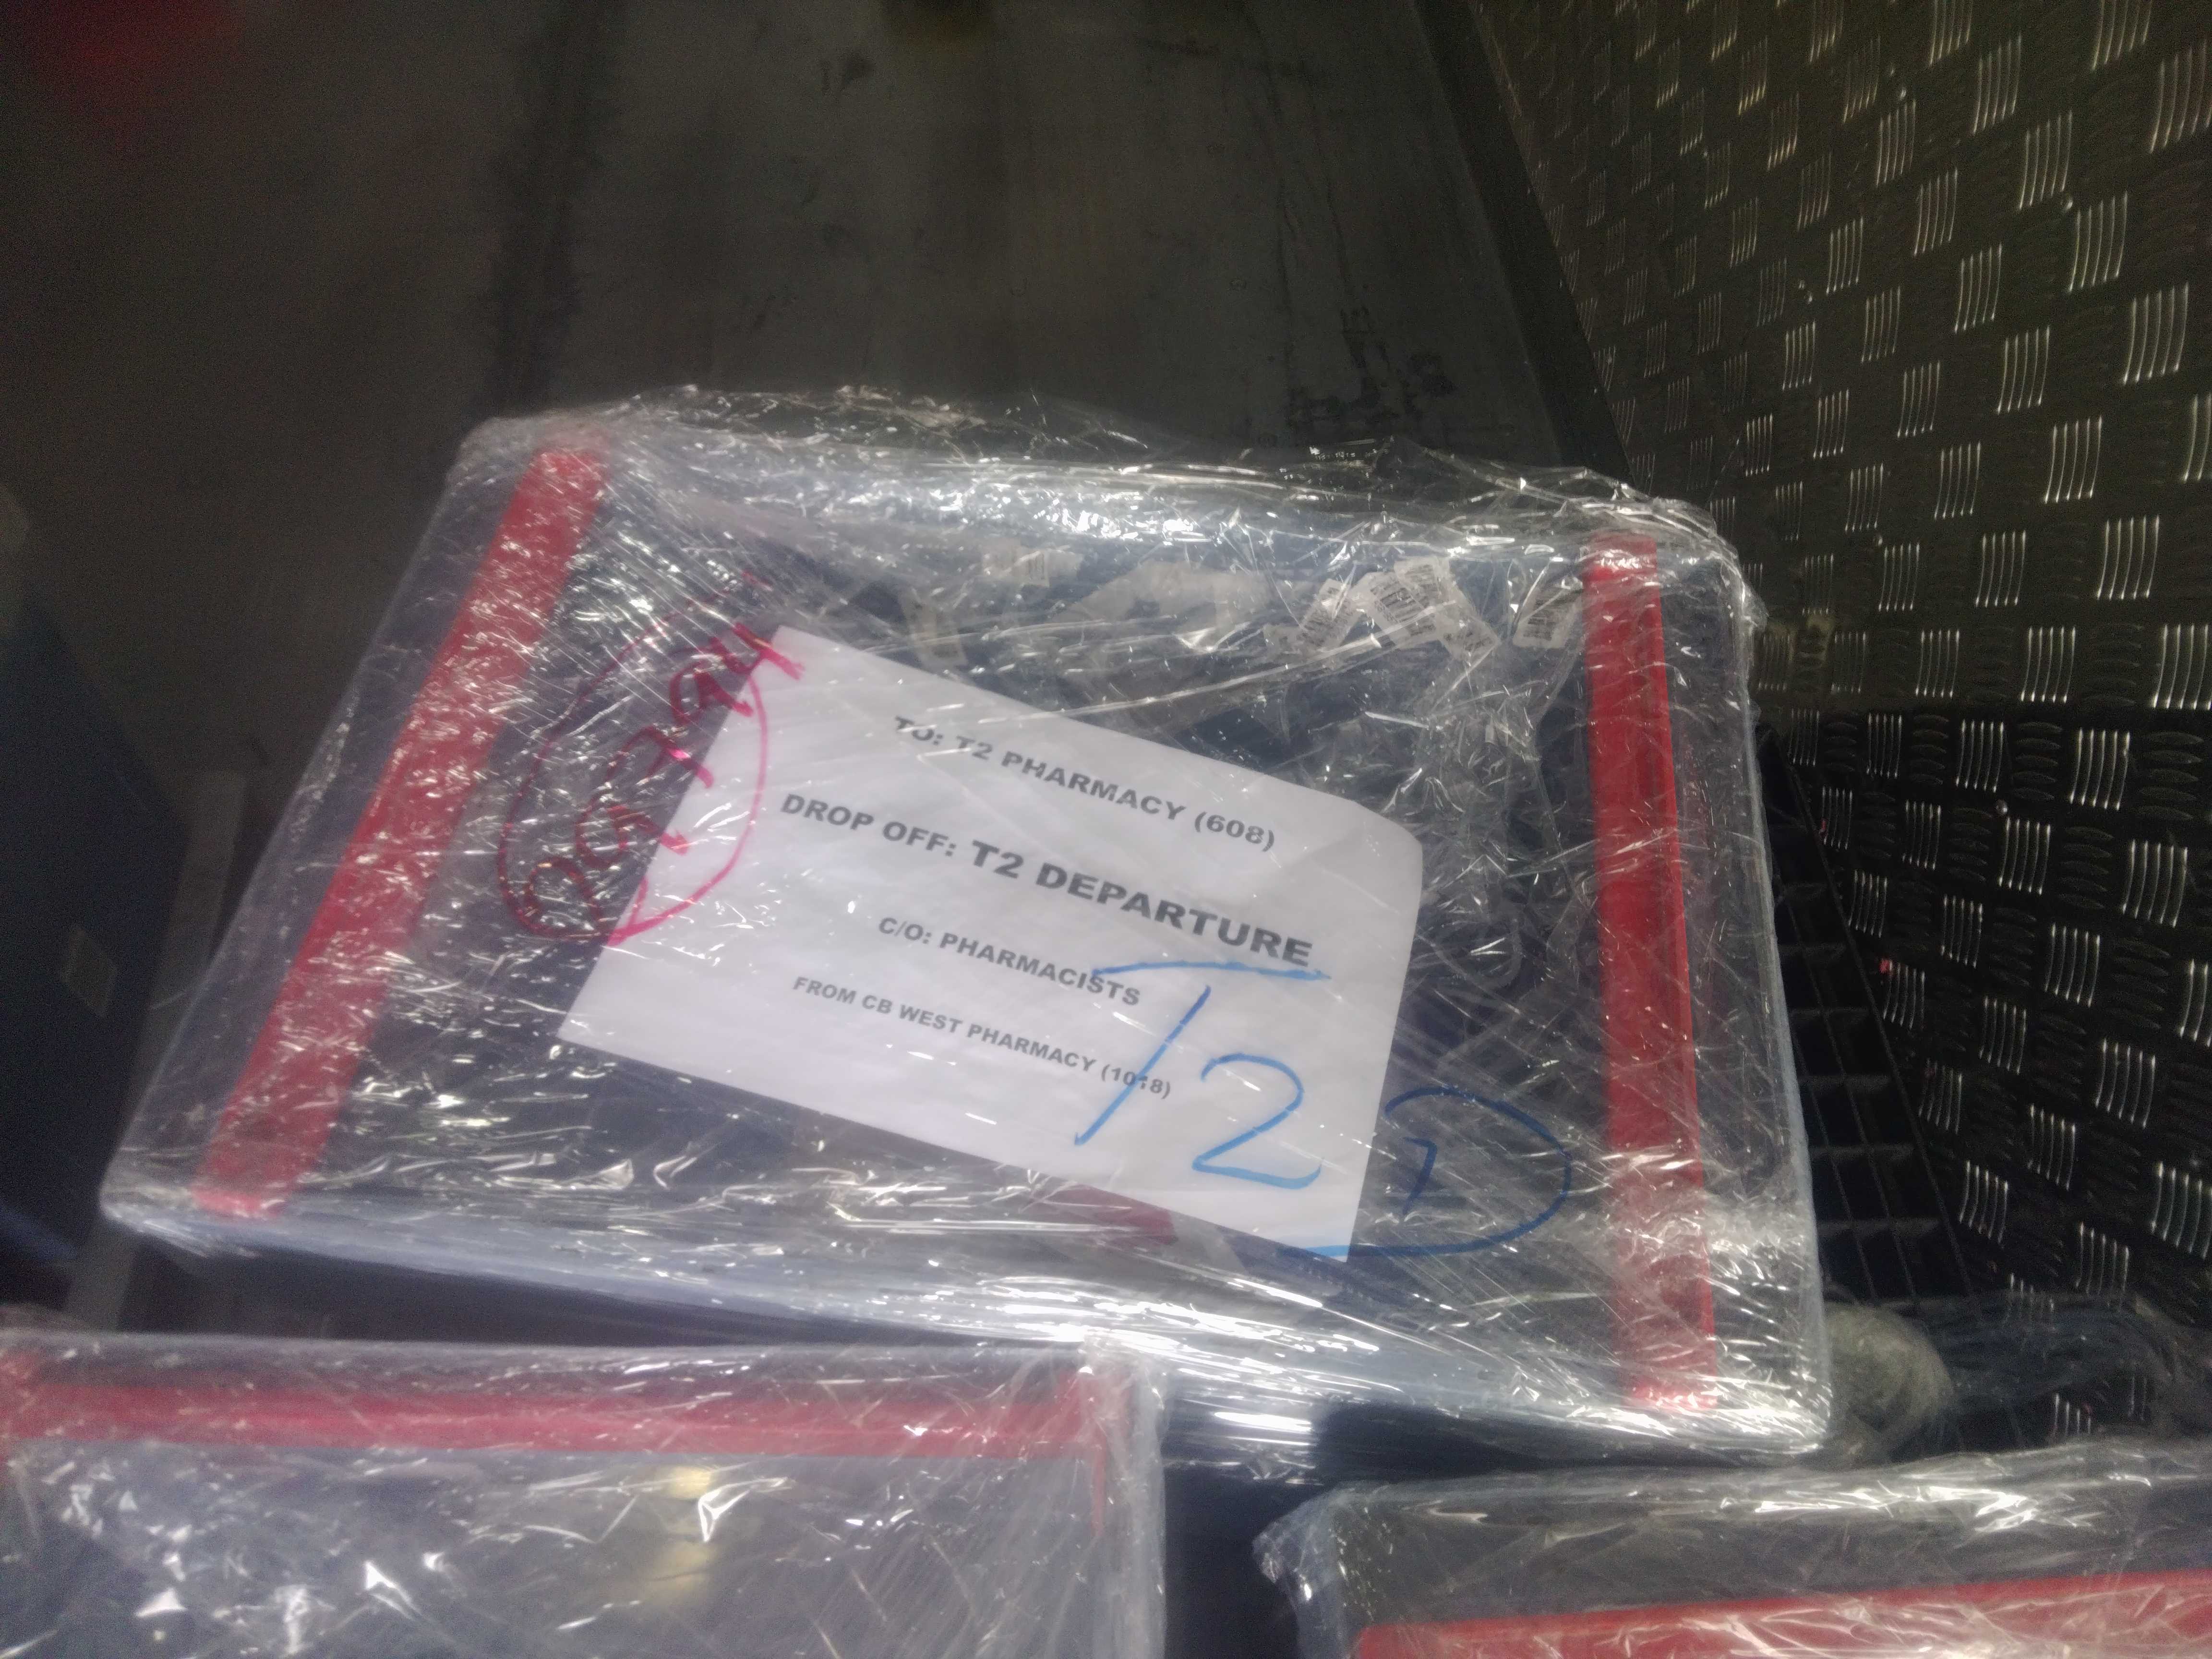 TO: T2 PHARMACY (608)
DROP OFF: T2 DEPARTURE
C/O: PHARMACISTS
FROM CB WEST PHARMACY (1018)
T2 D